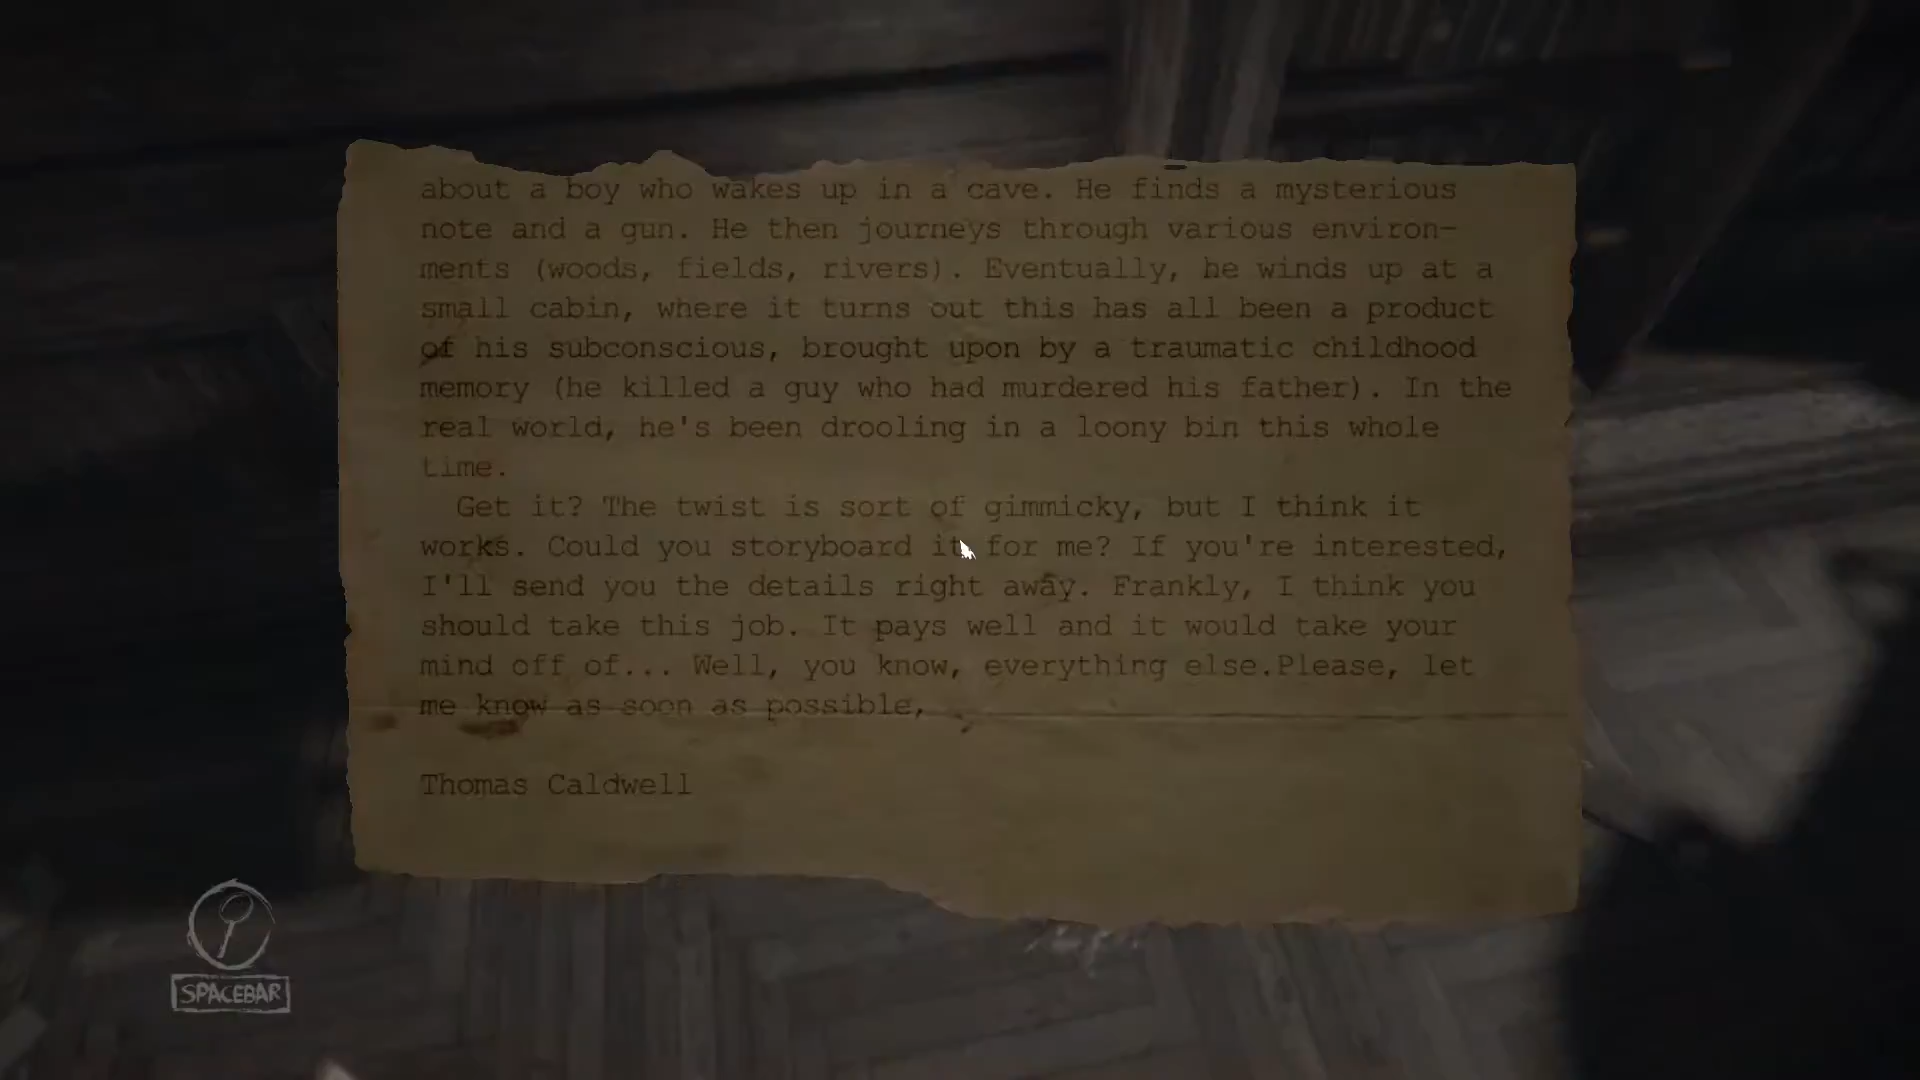 about a boy who wakes up in a cave. He finds a mysterious
note and a gun. He then journeys through various environ-
ments (woods, fields, rivers). Eventually, he winds up at a
small cabin, where it turns out this has all been a product
of his subconscious, brought upon by a traumatic childhood
memory (he killed a guy who had murdered his father). In the
real world, he's been drooling in a loony bin this whole
time.
Get it? The twist is sort of gimmicky, but I think it
works. Could you storyboard it for me? If you're interested,
I'll send you the details right away. Frankly, I think you
should take this job. It pays well and it would take your
mind off of... Well, you know, everything else.Please, let
me know as soon as possible,
Thomas Caldwell
SPACEBAR